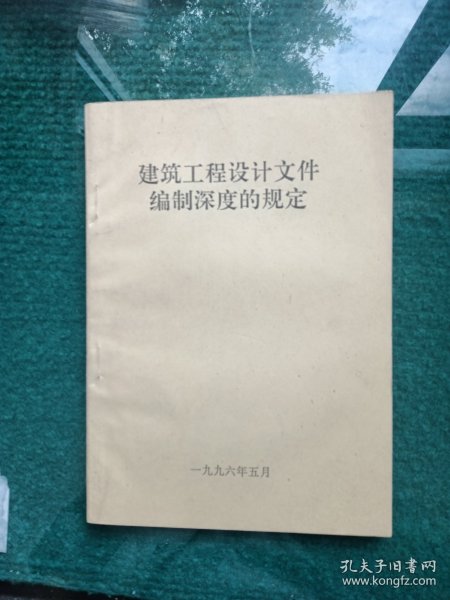 建筑工程设计文件
编制深度的规定
一九九六年五月
孔夫子旧书网
www.kongfz.com